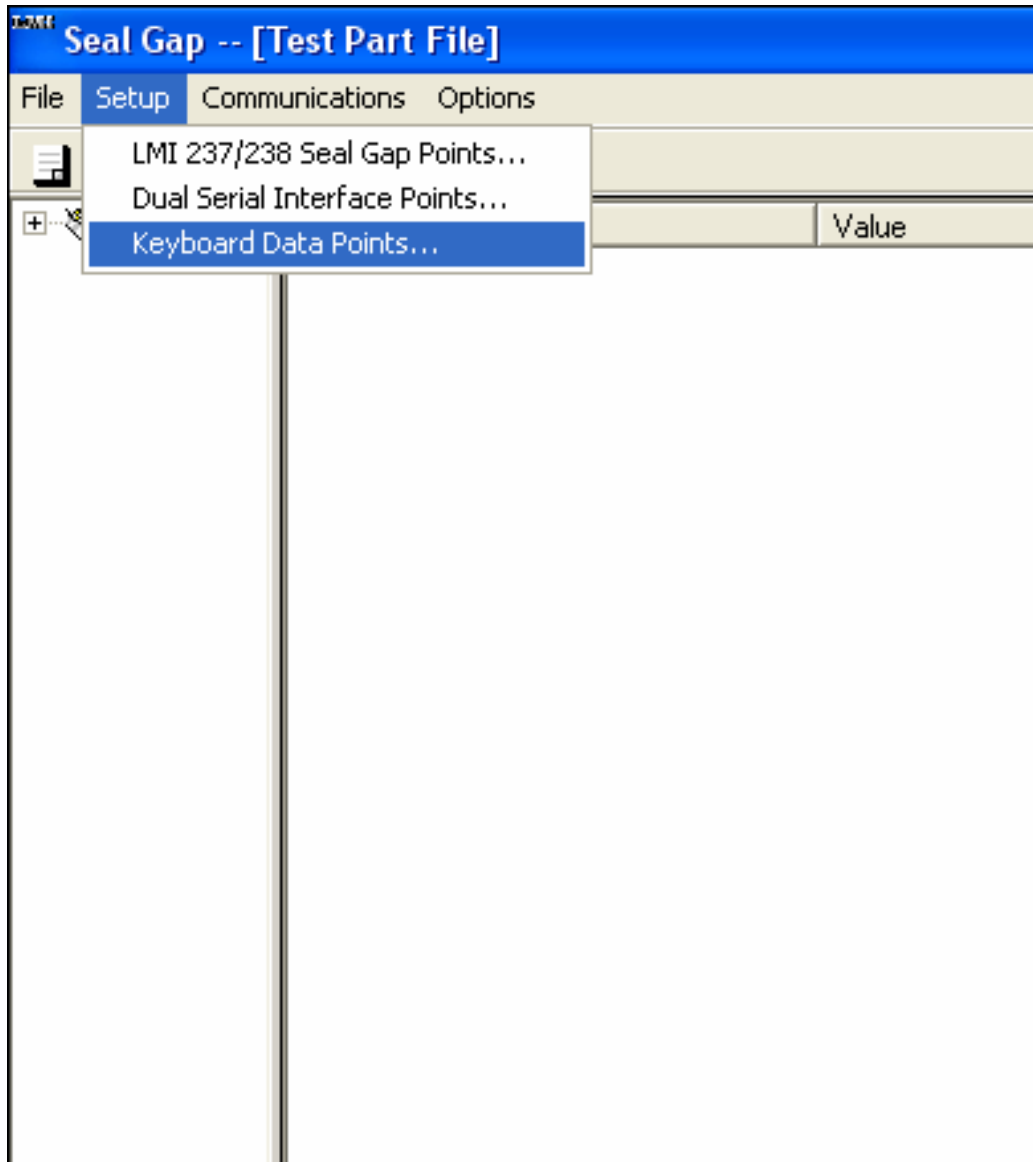 Seal Gap -- [Test Part File]
File Setup Communications Options
LMI 237/238 Seal Gap Points...
Dual Serial Interface Points...
Keyboard Data Points...
Value